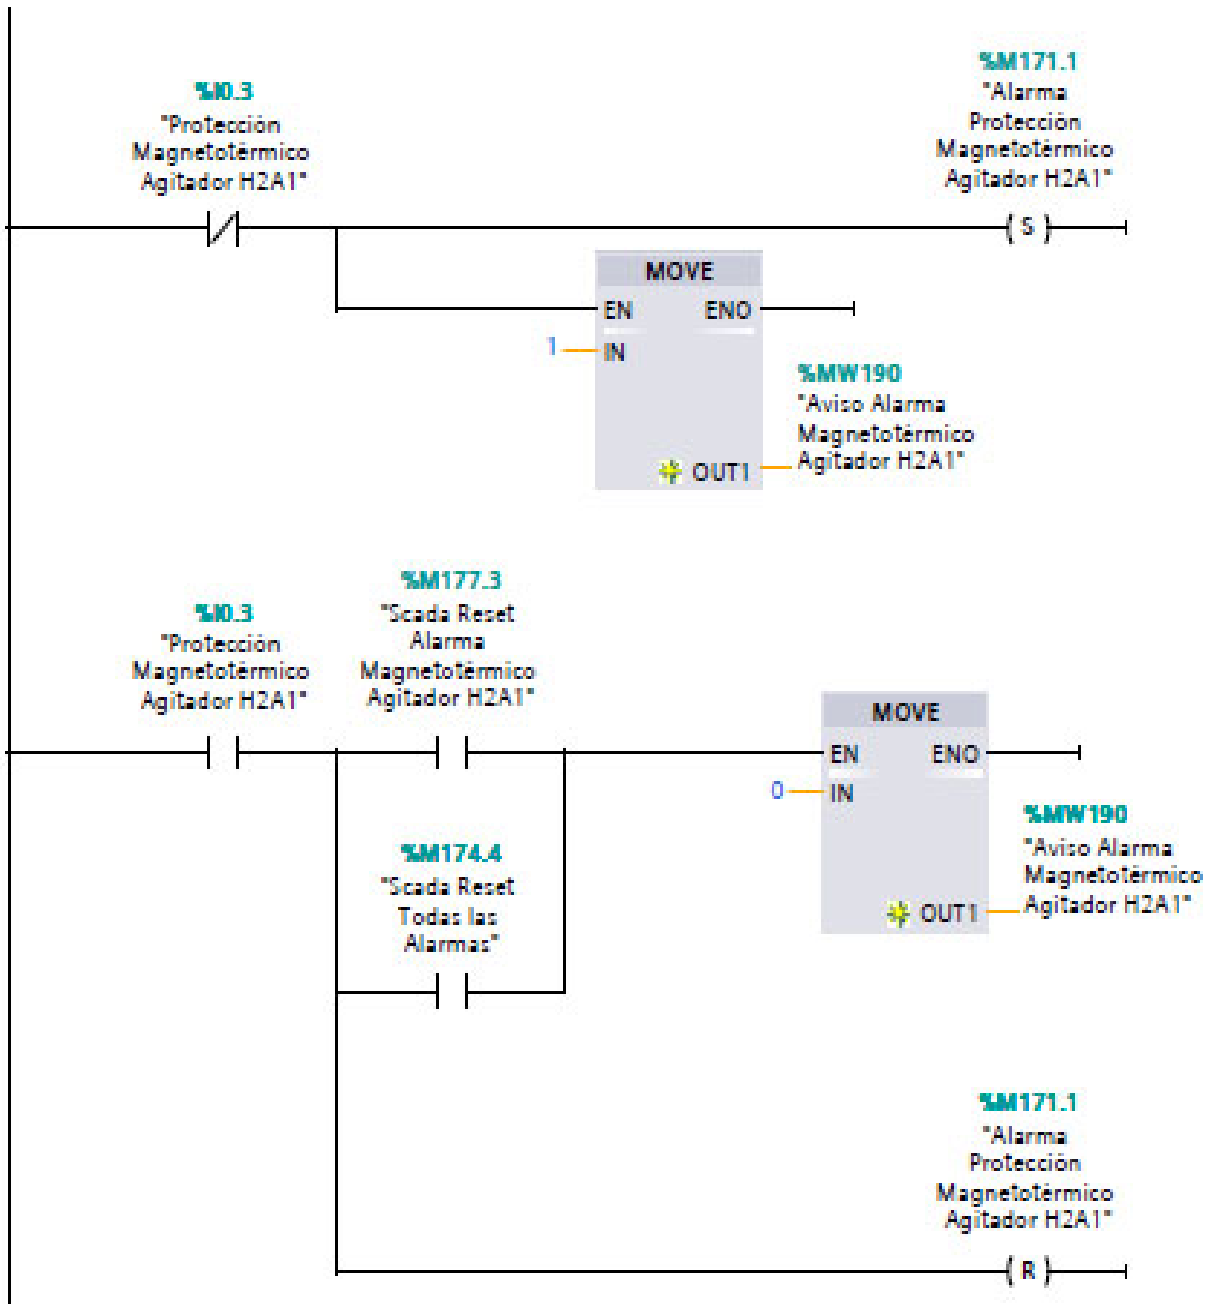 %M171.1
"Alarma
Protección
Magnetotérmico
Agitador H2A1"
%I0.3
"Protección
Magnetotérmico
Agitador H2A1"
S
MOVE
EN ENO
1 IN
%MW190
"Aviso Alarma
Magnetotérmico
Agitador H2A1"
OUT1
%M177.3
"Scada Reset
Alarma
Magnetotérmico
Agitador H2A1"
%I0.3
"Protección
Magnetotérmico
Agitador H2A1"
MOVE
EN ENO
0 IN
%MW190
"Aviso Alarma
Magnetotérmico
Agitador H2A1"
OUT1
%M174.4
"Scada Reset
Todas las
Alarmas"
%M171.1
"Alarma
Protección
Magnetotérmico
Agitador H2A1"
R